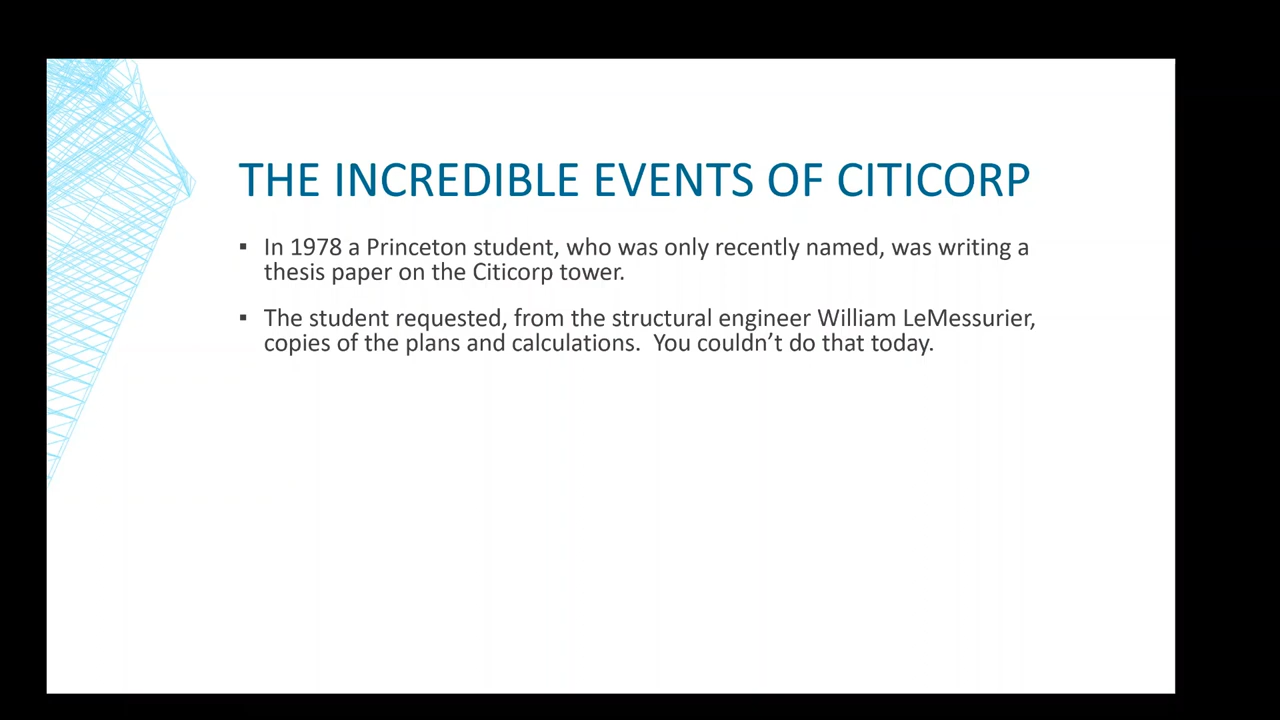 THE INCREDIBLE EVENTS OF CITICORP
▪ In 1978 a Princeton student, who was only recently named, was writing a
thesis paper on the Citicorp tower.
▪ The student requested, from the structural engineer William LeMessurier,
copies of the plans and calculations.  You couldn’t do that today.